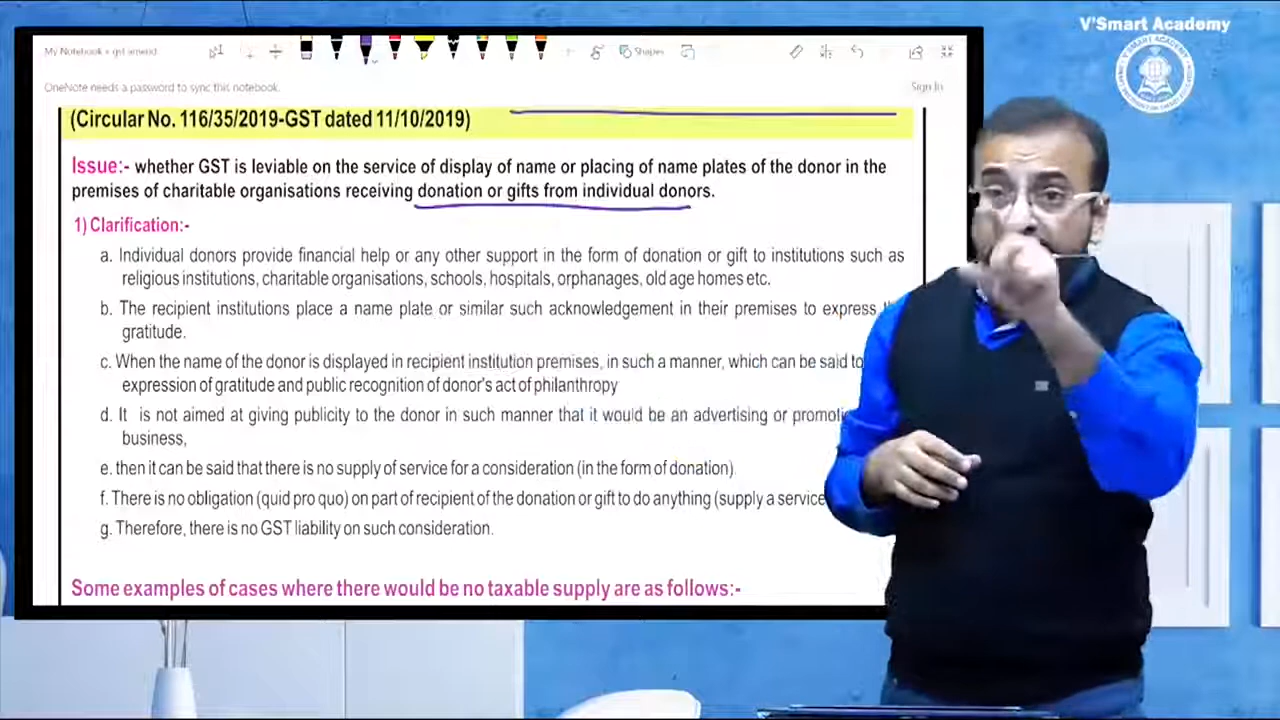 V'Smart Academy
My Notebook » gst amend
Shapes
OneNote needs a password to sync this notebook.
Sign In
(Circular No. 116/35/2019-GST dated 11/10/2019)
Issue:- whether GST is leviable on the service of display of name or placing of name plates of the donor in the
premises of charitable organisations receiving donation or gifts from individual donors.
1) Clarification:-
a. Individual donors provide financial help or any other support in the form of donation or gift to institutions such as
religious institutions, charitable organisations, schools, hospitals, orphanages, old age homes etc.
b. The recipient institutions place a name plate or similar such acknowledgement in their premises to express
gratitude.
c. When the name of the donor is displayed in recipient institution premises, in such a manner, which can be said to
expression of gratitude and public recognition of donor's act of philanthropy
d. It is not aimed at giving publicity to the donor in such manner that it would be an advertising or
business,
e. then it can be said that there is no supply of service for a consideration (in the form of donation).
f. There is no obligation (quid pro quo) on part of recipient of the donation or gift to do anything (supply a service
g. Therefore, there is no GST liability on such consideration.
Some examples of cases where there would be no taxable supply are as follows:-